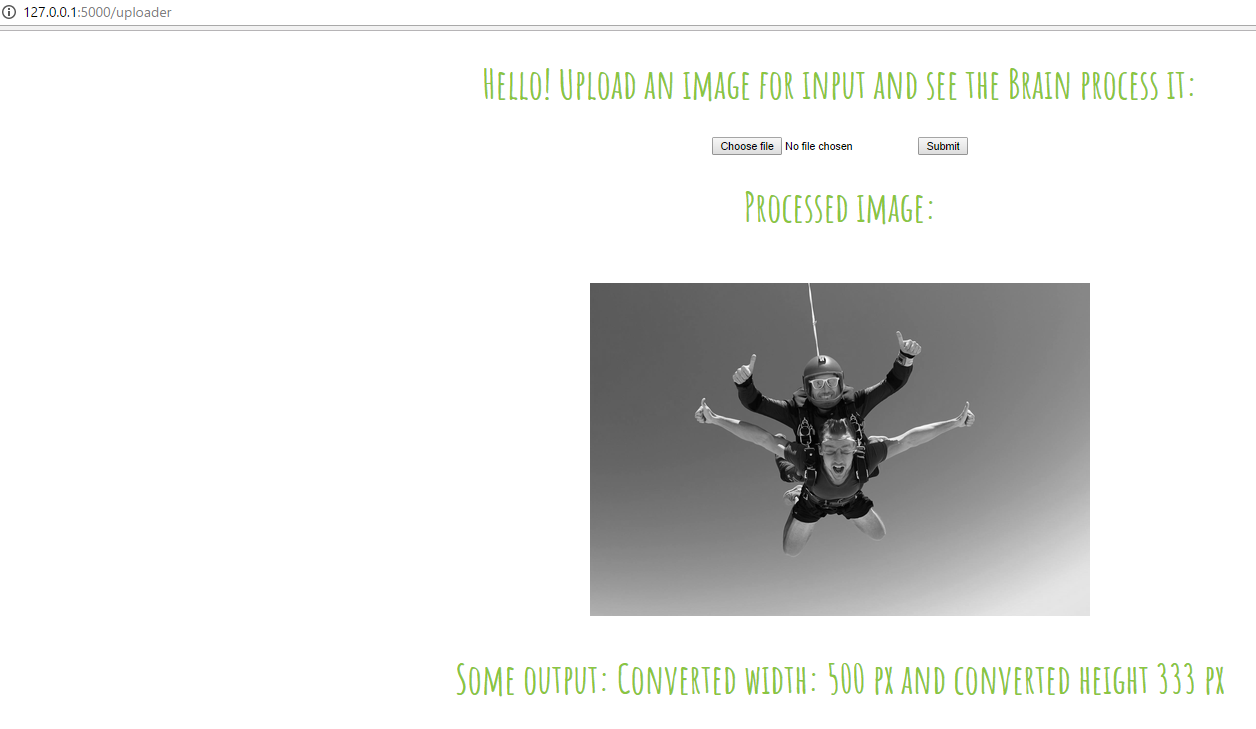 127.0.0.1:5000/uploader
Hello! Upload an image for input and see the Brain process it:
Choose file No file chosen Submit
Processed image:
Some output: Converted width: 500 px and converted height 333 px